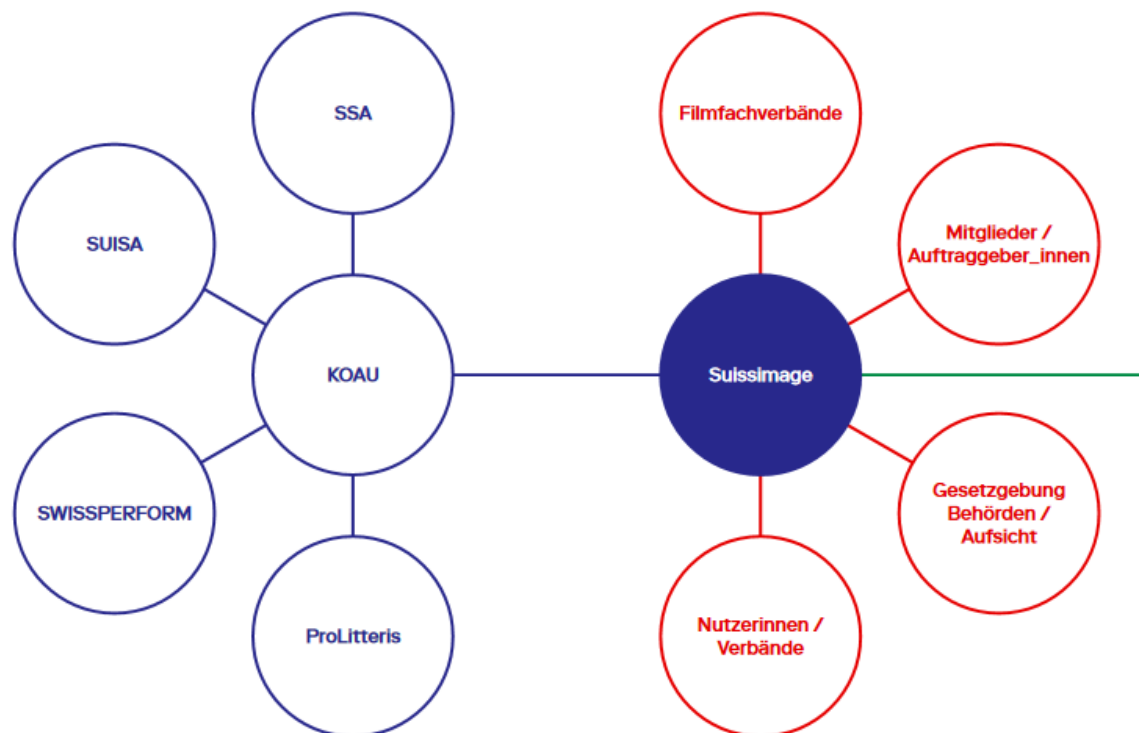 SSA
Filmfachverbände
SUISA
Mitglieder /
Auftraggeber_innen
KOAU
Suissimage
SWISSPERFORM
Gesetzgebung
Behörden /
Aufsicht
ProLitteris
Nutzerinnen /
Verbände